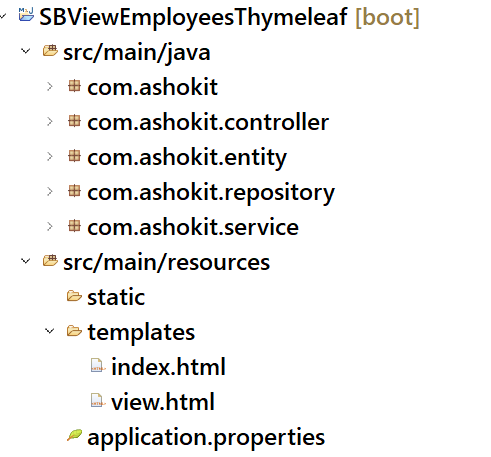 SBViewEmployeesThymeleaf [boot]
src/main/java
com.ashokit
com.ashokit.controller
com.ashokit.entity
com.ashokit.repository
com.ashokit.service
src/main/resources
static
templates
index.html
view.html
application.properties